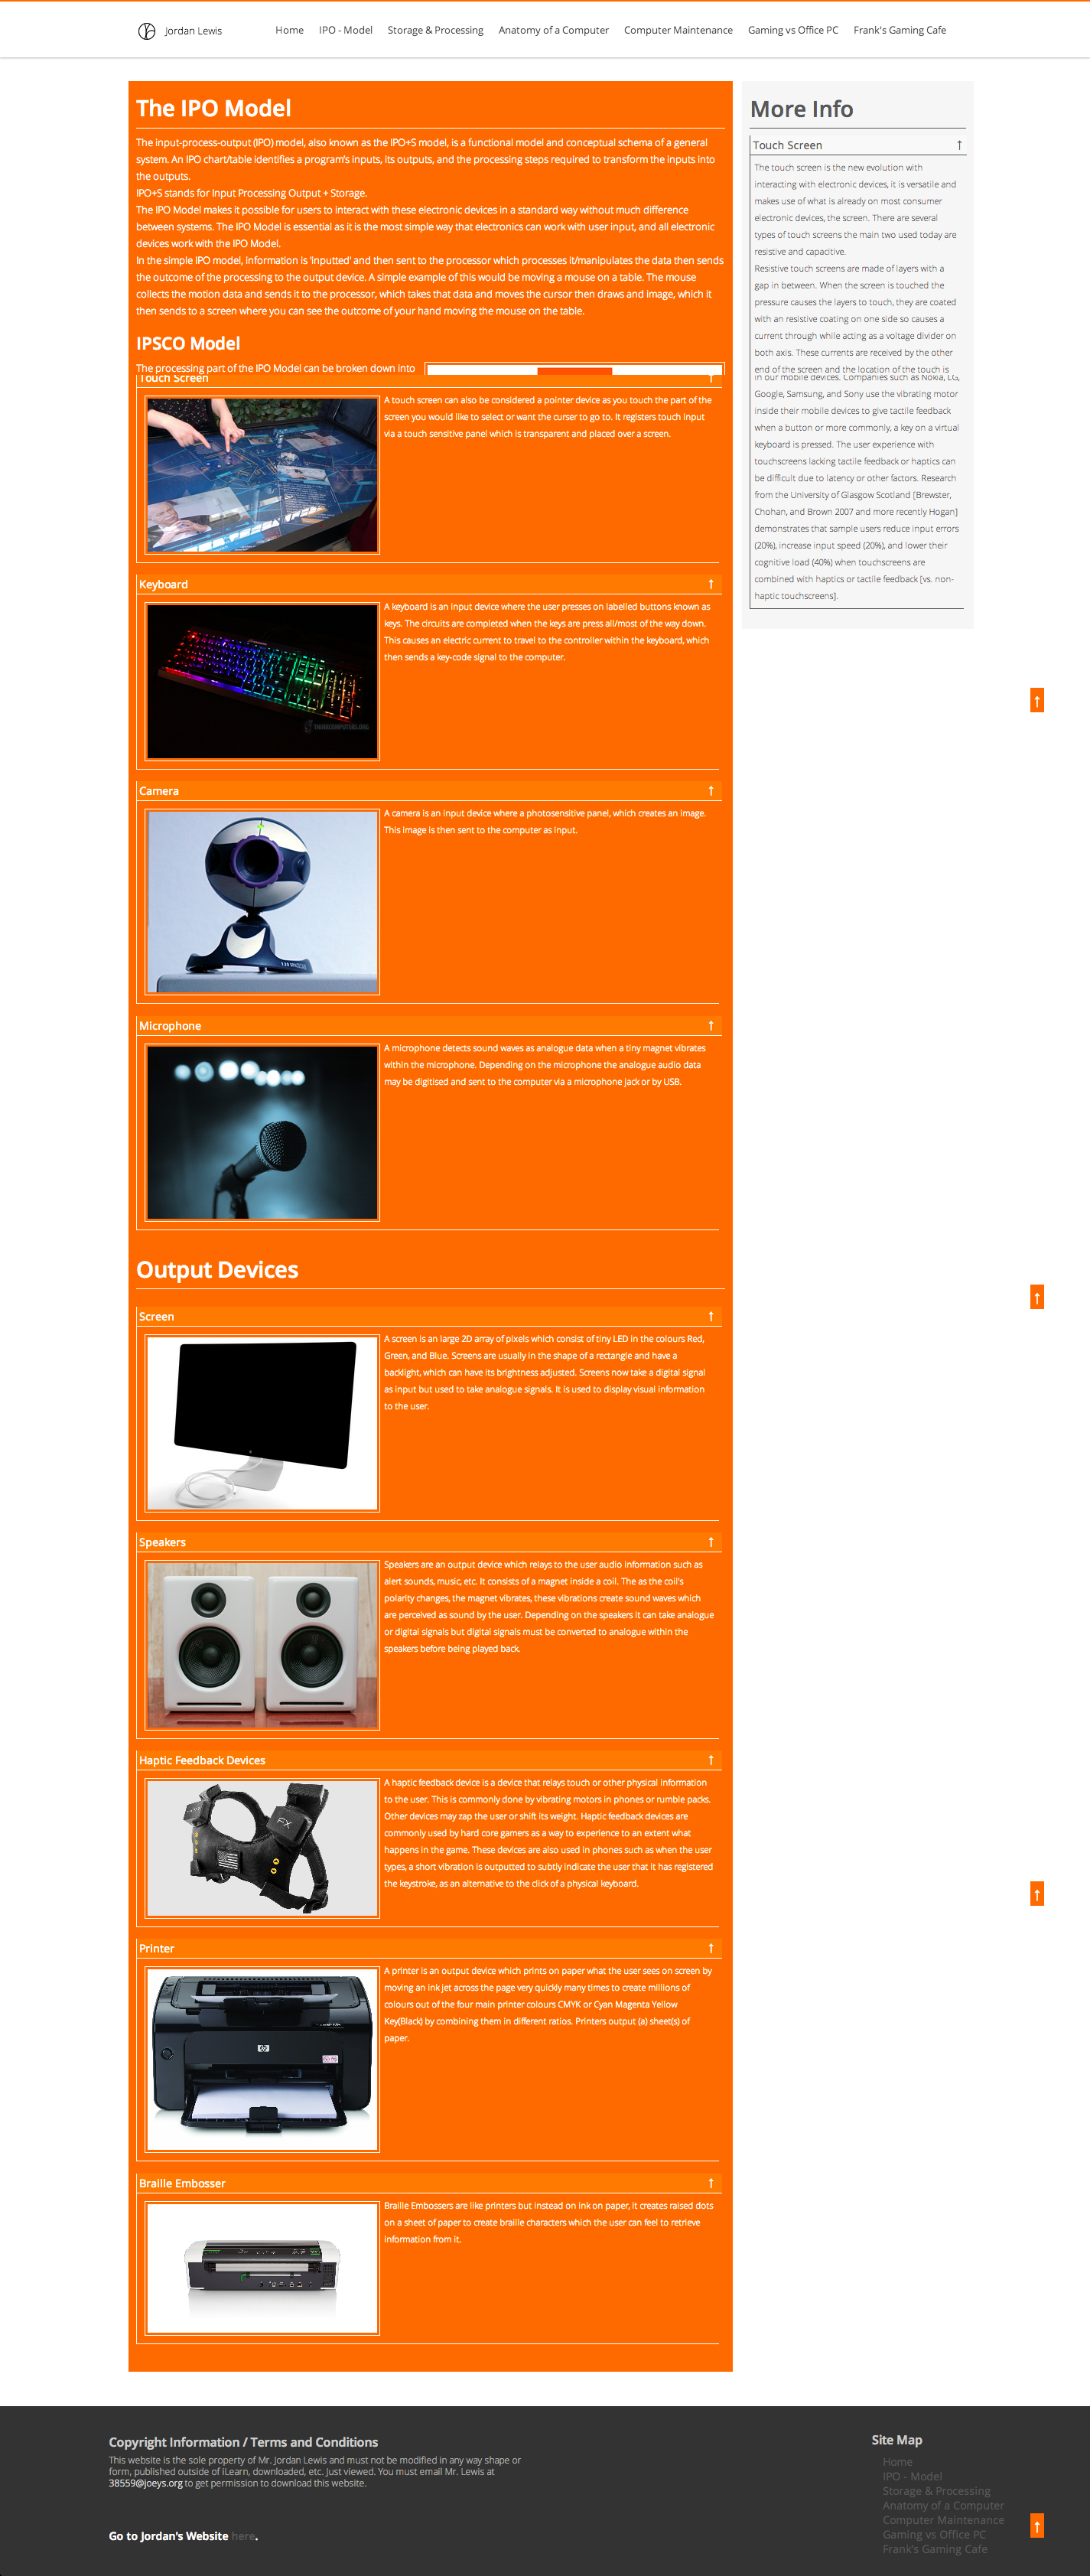 Jordan Lewis
Home
IPO - Model
Storage & Processing
Anatomy of a Computer
Computer Maintenance
Gaming vs Office PC
Frank's Gaming Cafe
The IPO Model
The input-process-output (IPO) model, also known as the IPO+S model, is a functional model and conceptual schema of a general
system. An IPO chart/table identifies a program's inputs, its outputs, and the processing steps required to transform the inputs into
the outputs.
IPO+S stands for Input Processing Output + Storage.
The IPO Model makes it possible for users to interact with these electronic devices in a standard way without much difference
between systems. The IPO Model is essential as it is the most simple way that electronics can work with user input, and all electronic
devices work with the IPO Model.
In the simple IPO model, information is 'inputted' and then sent to the processor which processes it/manipulates the data then sends
the outcome of the processing to the output device. A simple example of this would be moving a mouse on a table. The mouse
collects the motion data and sends it to the processor, which takes that data and moves the cursor then draws and image, which it
then sends to a screen where you can see the outcome of your hand moving the mouse on the table.
IPSCO Model
The processing part of the IPO Model can be broken down into
Touch Screen ↑
A touch screen can also be considered a pointer device as you touch the part of the
screen you would like to select or want the curser to go to. It registers touch input
via a touch sensitive panel which is transparent and placed over a screen.
Keyboard ↑
A keyboard is an input device where the user presses on labelled buttons known as
keys. The circuits are completed when the keys are press all/most of the way down.
This causes an electric current to travel to the controller within the keyboard, which
then sends a key-code signal to the computer.
THINKCOMPUTERS.ORG
Camera ↑
A camera is an input device where a photosensitive panel, which creates an image.
This image is then sent to the computer as input.
Microphone ↑
A microphone detects sound waves as analogue data when a tiny magnet vibrates
within the microphone. Depending on the microphone the analogue audio data
may be digitised and sent to the computer via a microphone jack or by USB.
Output Devices
Screen ↑
A screen is an large 2D array of pixels which consist of tiny LED in the colours Red,
Green, and Blue. Screens are usually in the shape of a rectangle and have a
backlight, which can have its brightness adjusted. Screens now take a digital signal
as input but used to take analogue signals. It is used to display visual information
to the user.
Speakers ↑
Speakers are an output device which relays to the user audio information such as
alert sounds, music, etc. It consists of a magnet inside a coil. The as the coil's
polarity changes, the magnet vibrates, these vibrations create sound waves which
are perceived as sound by the user. Depending on the speakers it can take analogue
or digital signals but digital signals must be converted to analogue within the
speakers before being played back.
Haptic Feedback Devices ↑
FX
A haptic feedback device is a device that relays touch or other physical information
to the user. This is commonly done by vibrating motors in phones or rumble packs.
Other devices may zap the user or shift its weight. Haptic feedback devices are
commonly used by hard core gamers as a way to experience to an extent what
happens in the game. These devices are also used in phones such as when the user
types, a short vibration is outputted to subtly indicate the user that it has registered
the keystroke, as an alternative to the click of a physical keyboard.
Printer ↑
hp
A printer is an output device which prints on paper what the user sees on screen by
moving an ink jet across the page very quickly many times to create millions of
colours out of the four main printer colours CMYK or Cyan Magenta Yellow
Key(Black) by combining them in different ratios. Printers output (a) sheet(s) of
paper.
Braille Embosser ↑
Braille Embossers are like printers but instead on ink on paper, it creates raised dots
on a sheet of paper to create braille characters which the user can feel to retrieve
information from it.
More Info
Touch Screen ↑
The touch screen is the new evolution with
interacting with electronic devices, it is versatile and
makes use of what is already on most consumer
electronic devices, the screen. There are several
types of touch screens the main two used today are
resistive and capacitive.
Resistive touch screens are made of layers with a
gap in between. When the screen is touched the
pressure causes the layers to touch, they are coated
with an resistive coating on one side so causes a
current through while acting as a voltage divider on
both axis. These currents are received by the other
end of the screen and the location of the touch is
in our mobile devices. Companies such as Nokia, LG,
Google, Samsung, and Sony use the vibrating motor
inside their mobile devices to give tactile feedback
when a button or more commonly, a key on a virtual
keyboard is pressed. The user experience with
touchscreens lacking tactile feedback or haptics can
be difficult due to latency or other factors. Research
from the University of Glasgow Scotland [Brewster,
Chohan, and Brown 2007 and more recently Hogan]
demonstrates that sample users reduce input errors
(20%), increase input speed (20%), and lower their
cognitive load (40%) when touchscreens are
combined with haptics or tactile feedback [vs. non-
haptic touchscreens].
↑
↑
↑
↑
Copyright Information / Terms and Conditions
This website is the sole property of Mr. Jordan Lewis and must not be modified in any way shape or
form, published outside of iLearn, downloaded, etc. Just viewed. You must email Mr. Lewis at
38559@joeys.org to get permission to download this website.
Go to Jordan's Website here.
Site Map
Home
IPO - Model
Storage & Processing
Anatomy of a Computer
Computer Maintenance
Gaming vs Office PC
Frank's Gaming Cafe